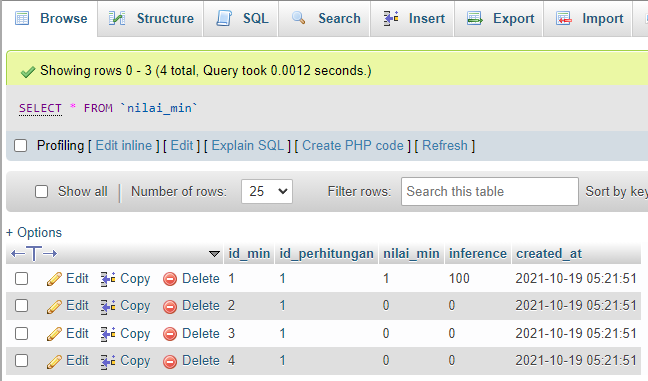 Browse Structure SQL Search Insert Export Import
Showing rows 0 - 3 (4 total, Query took 0.0012 seconds.)
SELECT * FROM `nilai_min`
Profiling [ Edit inline ] [ Edit ] [ Explain SQL ] [ Create PHP code ] [ Refresh ]
Show all Number of rows: 25 Filter rows: Search this table Sort by key
+ Options
id_min id_perhitungan nilai_min inference created_at
Edit Copy Delete 1 1 1 100 2021-10-19 05:21:51
Edit Copy Delete 2 1 0 0 2021-10-19 05:21:51
Edit Copy Delete 3 1 0 0 2021-10-19 05:21:51
Edit Copy Delete 4 1 0 0 2021-10-19 05:21:51